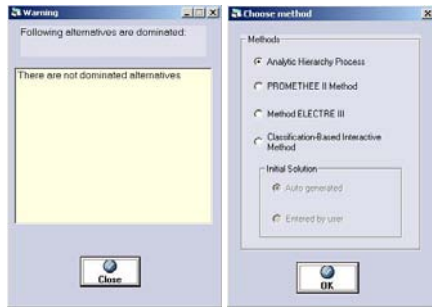 Warning
Following alternatives are dominated:
There are not dominated alternatives
Close
Choose method
Methods
Analytic Hierarchy Process
PROMETHEE II Method
Method ELECTRE III
Classification-Based Interactive
Method
Initial Solution
Auto generated
Entered by user
OK